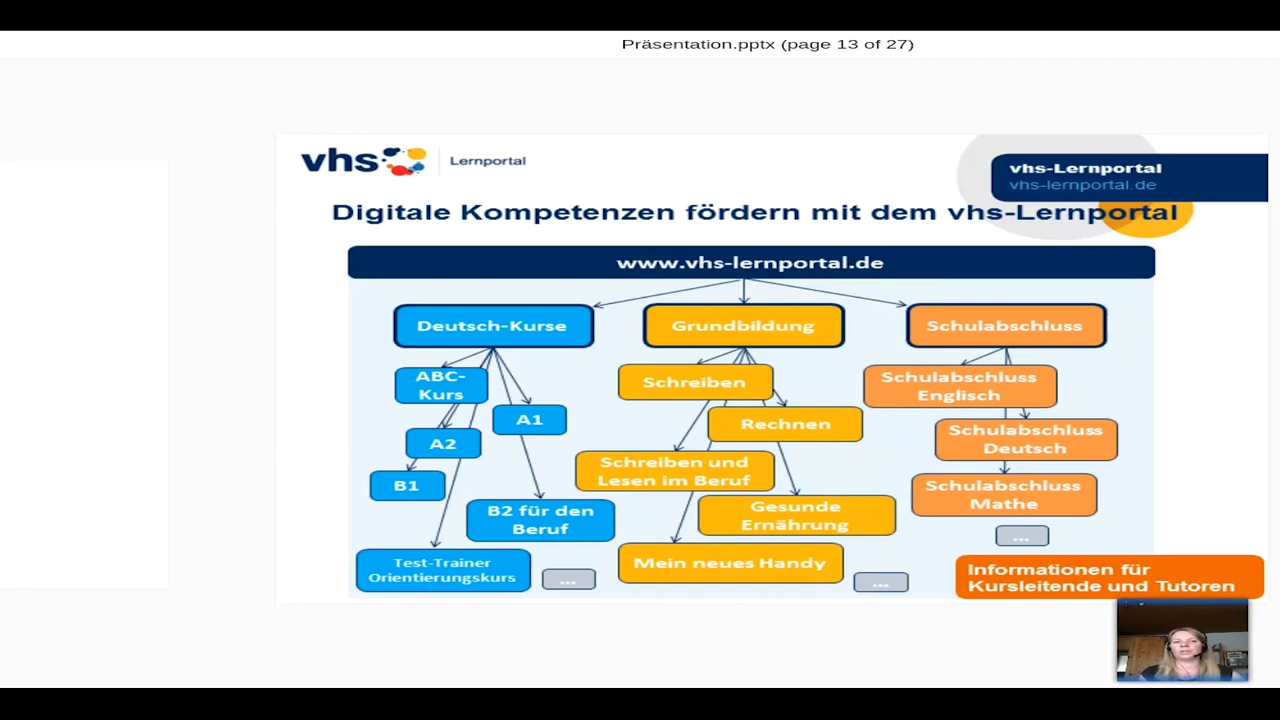 Präsentation.pptx (page 13 of 27)
vhs
Lernportal
vhs-Lernportal
vhs-lernportal.de
Digitale Kompetenzen fördern mit dem vhs-Lernportal
www.vhs-lernportal.de
Deutsch-Kurse
Grundbildung
Schulabschluss
ABC-
Kurs
A1
A2
B1
B2 für den
Beruf
Test-Trainer
Orientierungskurs
...
Schreiben
Rechnen
Schreiben und
Lesen im Beruf
Gesunde
Ernährung
Mein neues Handy
...
Schulabschluss
Englisch
Schulabschluss
Deutsch
Schulabschluss
Mathe
...
Informationen für
Kursleitende und Tutoren